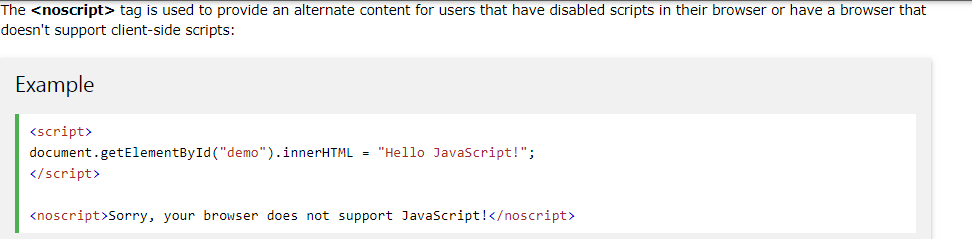 The <noscript> tag is used to provide an alternate content for users that have disabled scripts in their browser or have a browser that
doesn't support client-side scripts:
Example
<script>
document.getElementById("demo").innerHTML = "Hello JavaScript!";
</script>
<noscript>Sorry, your browser does not support JavaScript!</noscript>